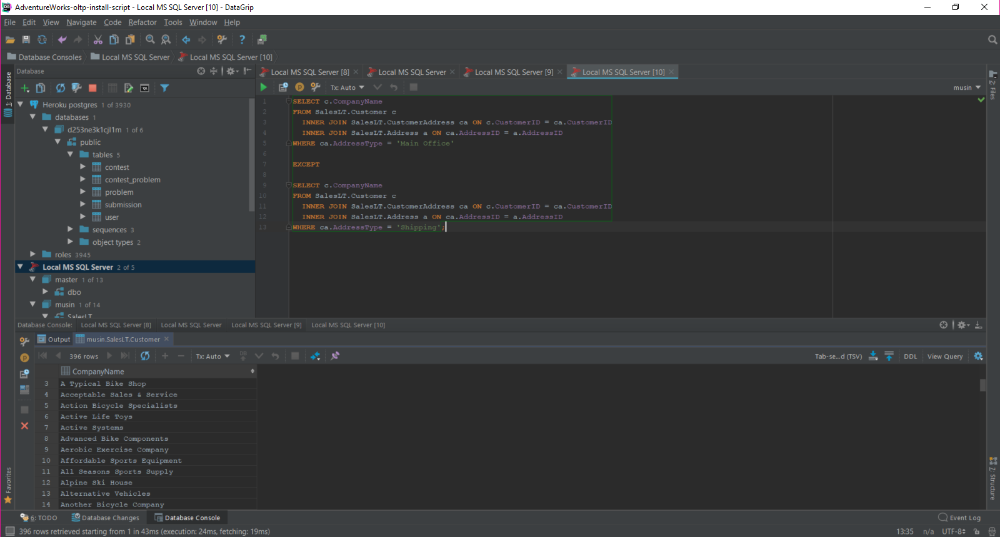 AdventureWorks-oltp-install-script - Local MS SQL Server [10] - DataGrip
File Edit View Navigate Code Refactor Tools Window Help
Database Consoles Local MS SQL Server Local MS SQL Server [10]
1: Database
Database
Heroku postgres 1 of 3930
databases 1
d253ne3k1cjl1m 1 of 6
public
tables 5
contest
contest_problem
problem
submission
user
sequences 3
object types 2
roles 3945
Local MS SQL Server 2 of 5
master 1 of 13
dbo
musin 1 of 14
SalesLT
Local MS SQL Server [8] Local MS SQL Server Local MS SQL Server [9] Local MS SQL Server [10]
Tx: Auto musin
1 SELECT c.CompanyName
2 FROM SalesLT.Customer c
3 INNER JOIN SalesLT.CustomerAddress ca ON c.CustomerID = ca.CustomerID
4 INNER JOIN SalesLT.Address a ON ca.AddressID = a.AddressID
5 WHERE ca.AddressType = 'Main Office'
6
7 EXCEPT
8
9 SELECT c.CompanyName
10 FROM SalesLT.Customer c
11 INNER JOIN SalesLT.CustomerAddress ca ON c.CustomerID = ca.CustomerID
12 INNER JOIN SalesLT.Address a ON ca.AddressID = a.AddressID
13 WHERE ca.AddressType = 'Shipping';
2: Files
Database Console: Local MS SQL Server [8] Local MS SQL Server Local MS SQL Server [9] Local MS SQL Server [10]
Output musin.SalesLT.Customer
396 rows Tx: Auto DB Tab-se...d (TSV) DDL View Query
CompanyName
3 A Typical Bike Shop
4 Acceptable Sales & Service
5 Action Bicycle Specialists
6 Active Life Toys
7 Active Systems
8 Advanced Bike Components
9 Aerobic Exercise Company
10 Affordable Sports Equipment
11 All Seasons Sports Supply
12 Alpine Ski House
13 Alternative Vehicles
14 Another Bicycle Company
Favorites
Z: Structure
6: TODO Database Changes Database Console Event Log
396 rows retrieved starting from 1 in 43ms (execution: 24ms, fetching: 19ms) 13:35 n/a UTF-8